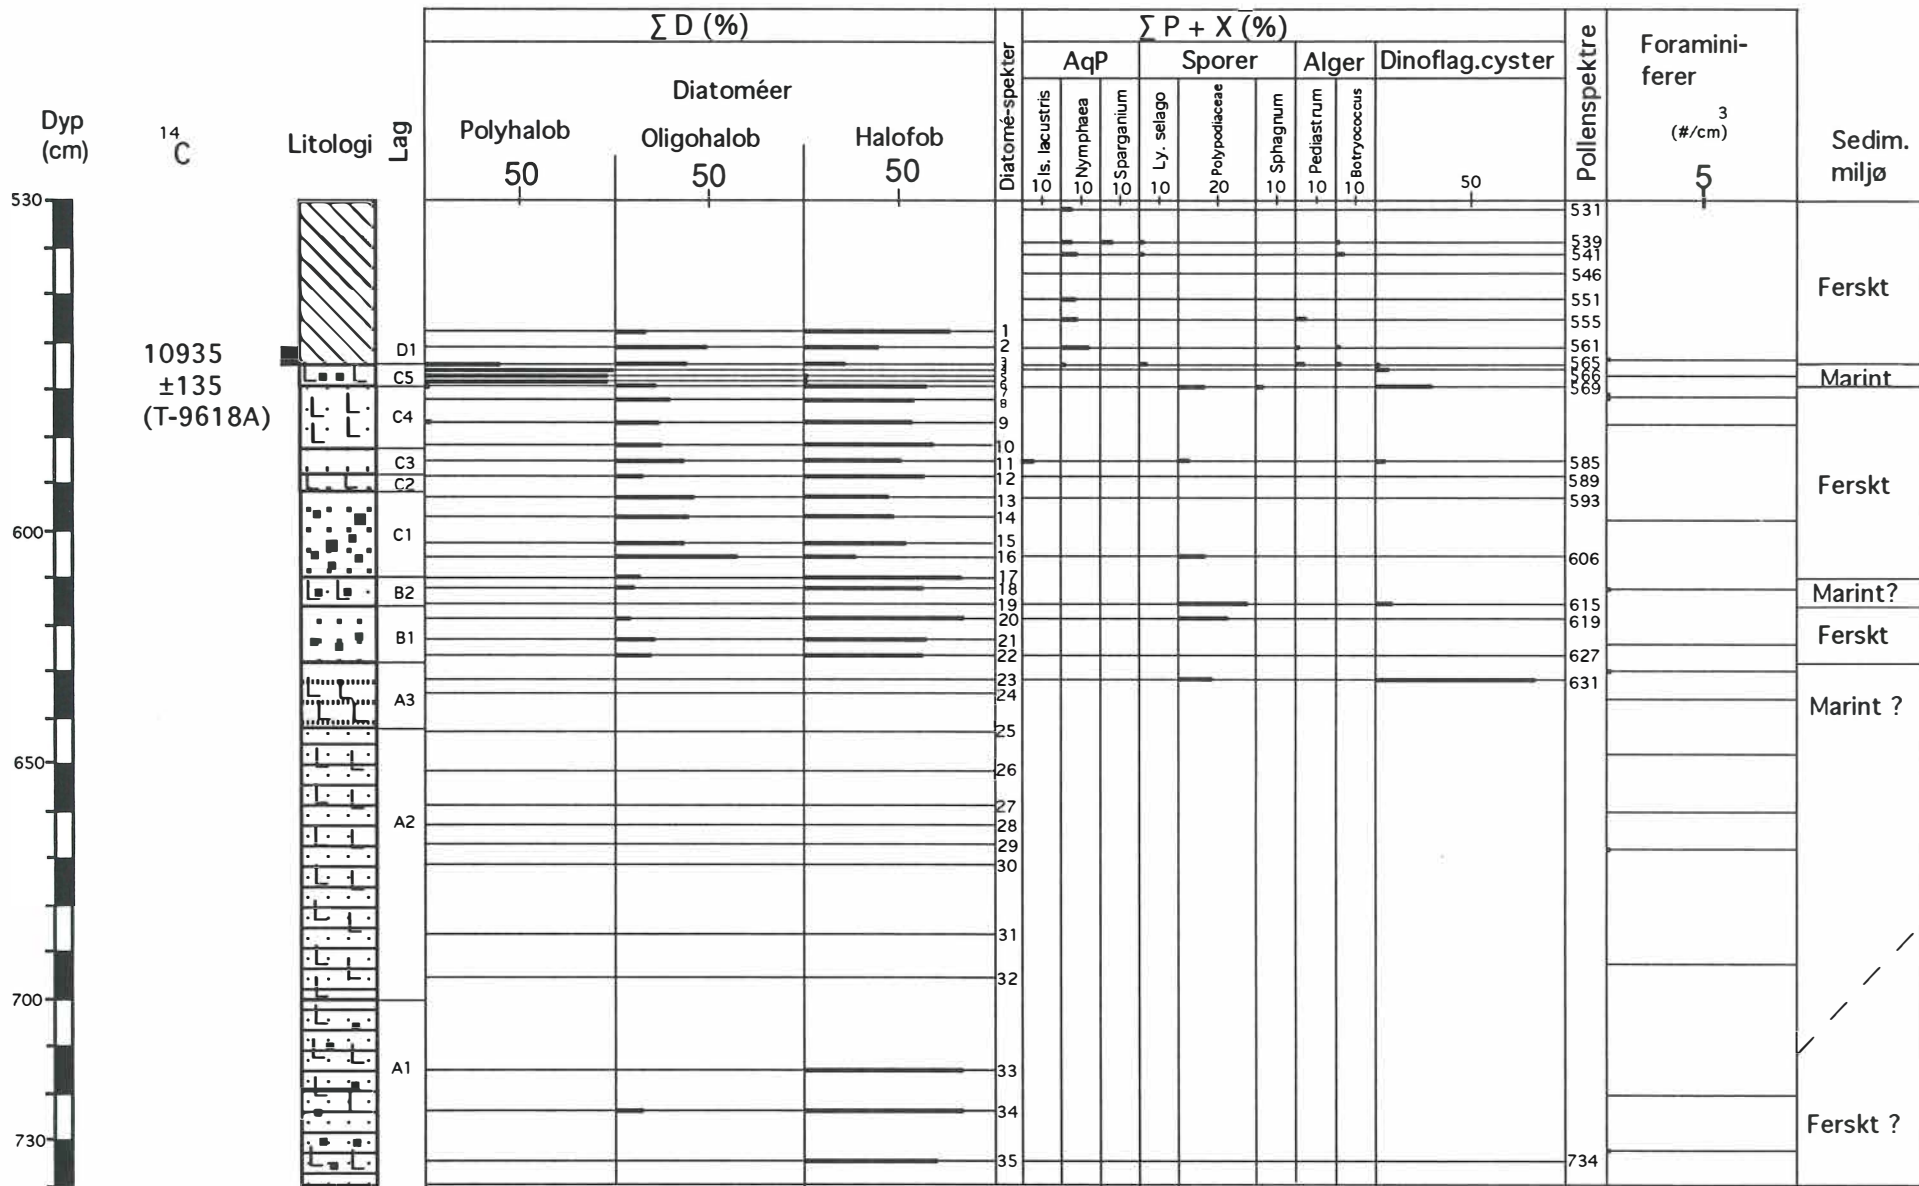 ∑ D (%)
∑ P + X (%)
Diatoméer
Polyhalob
Oligohalob
Halofob
50
50
50
Dyp
(cm)
14
C
Litologi
Lag
Diatomé-spekter
AqP
Sporer
Alger
Dinoflag.cyster
Is. lacustris
Nymphaea
Sparganium
Ly. selago
Polypodiaceae
Sphagnum
Pediastrum
Botryococcus
10
10
10
10
20
10
10
10
50
Pollenspektre
Foramini-
ferer
3
(#/cm)
5
Sedim.
miljø
530
600
650
700
730
10935
±135
(T-9618A)
D1
C5
C4
C3
C2
C1
B2
B1
A3
A2
A1
1
2
3
7
8
9
10
11
12
13
14
15
16
17
18
19
20
21
22
23
24
25
26
27
28
29
30
31
32
33
34
35
531
539
541
546
551
555
561
565
566
569
585
589
593
606
615
619
627
631
734
Ferskt
Marint
Ferskt
Marint?
Ferskt
Marint ?
Ferskt ?